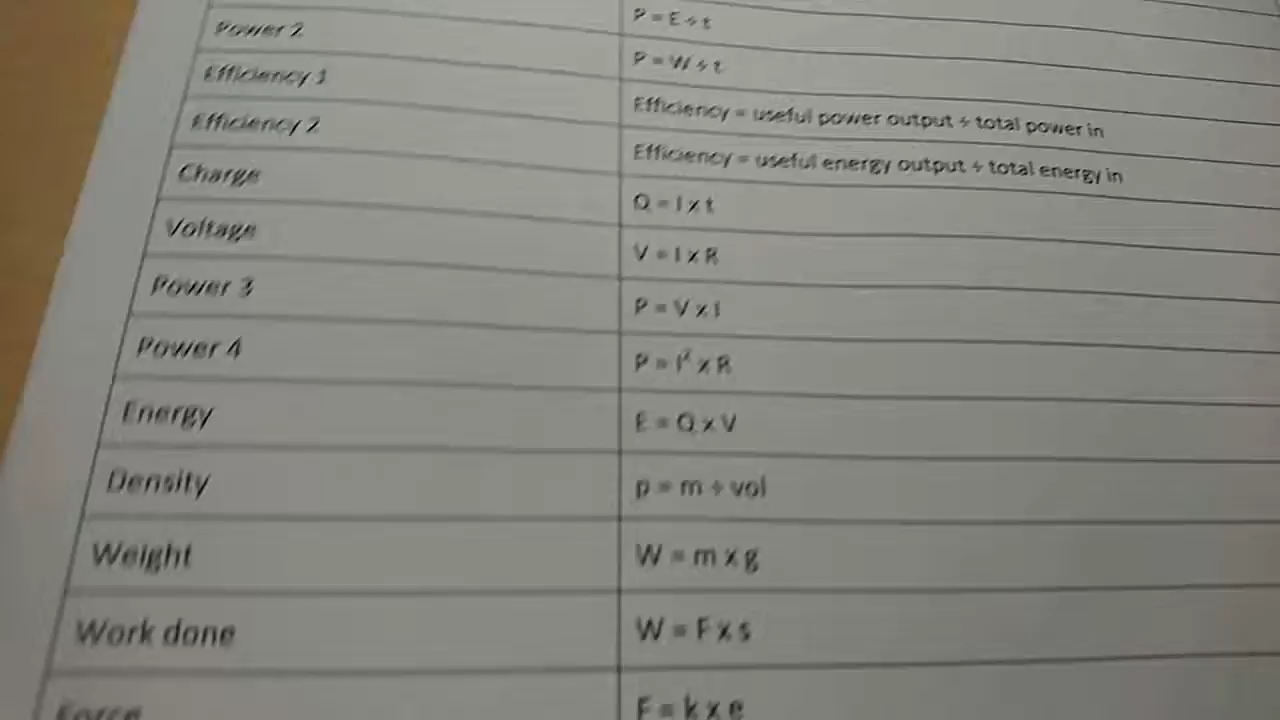 P = E ÷ t
Power 2 P = W ÷ t
Efficiency 1 Efficiency = useful power output ÷ total power in
Efficiency 2 Efficiency = useful energy output ÷ total energy in
Charge Q = I x t
Voltage V = I x R
Power 3 P = V x I
Power 4 P = I² x R
Energy E = Q x V
Density p = m ÷ vol
Weight W = m x g
Work done W = F x s
Force F = k x e